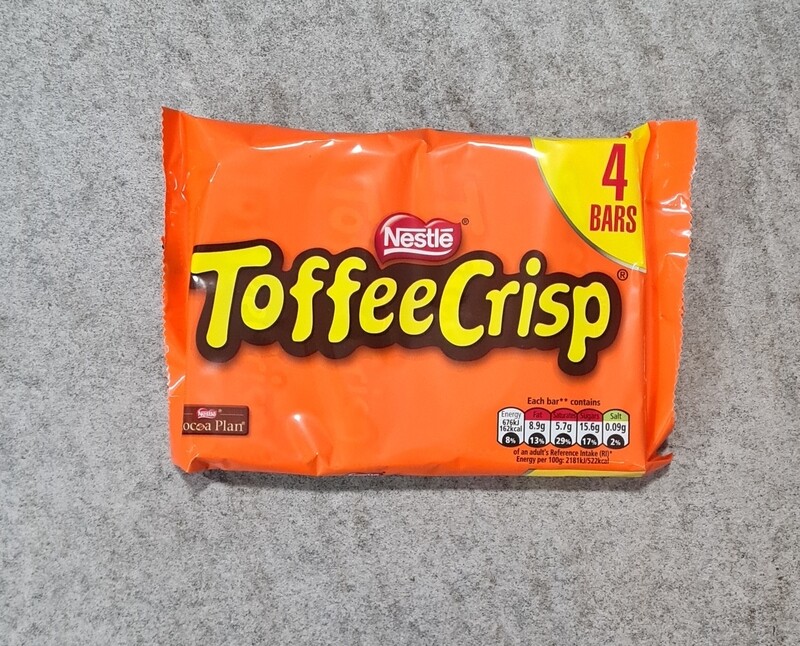 4
BARS
Nestlé®
ToffeeCrisp®
Each bar** contains
Energy Fat Saturates Sugars Salt
676kJ
162kcal 8.9g 5.7g 15.6g 0.09g
8% 13% 29% 17% 2%
of an adult's Reference Intake (RI)*
Energy per 100g: 2181kJ/522kcal
Nestlé®
ocoa Plan™